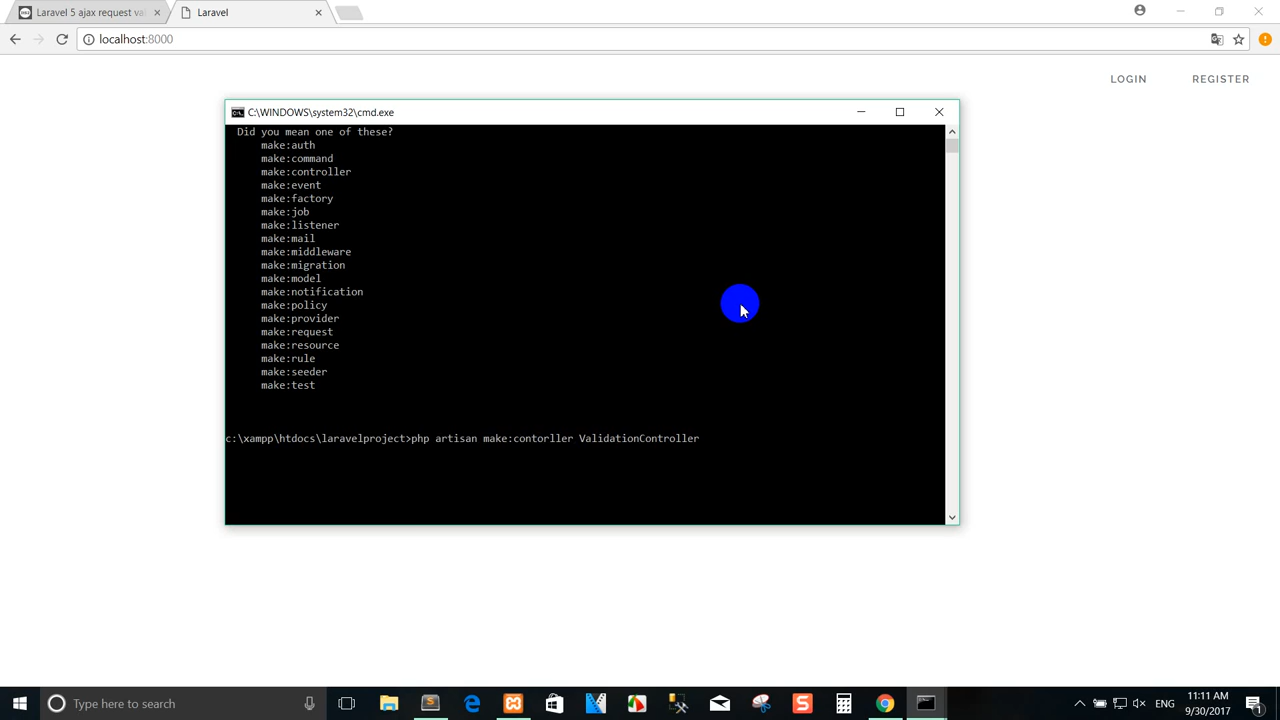 Laravel 5 ajax request va
Laravel
localhost:8000
LOGIN
REGISTER
C:\WINDOWS\system32\cmd.exe
Did you mean one of these?
make:auth
make:command
make:controller
make:event
make:factory
make:job
make:listener
make:mail
make:middleware
make:migration
make:model
make:notification
make:policy
make:provider
make:request
make:resource
make:rule
make:seeder
make:test
c:\xampp\htdocs\laravelproject>php artisan make:contorller ValidationController
Type here to search
ENG
11:11 AM
9/30/2017